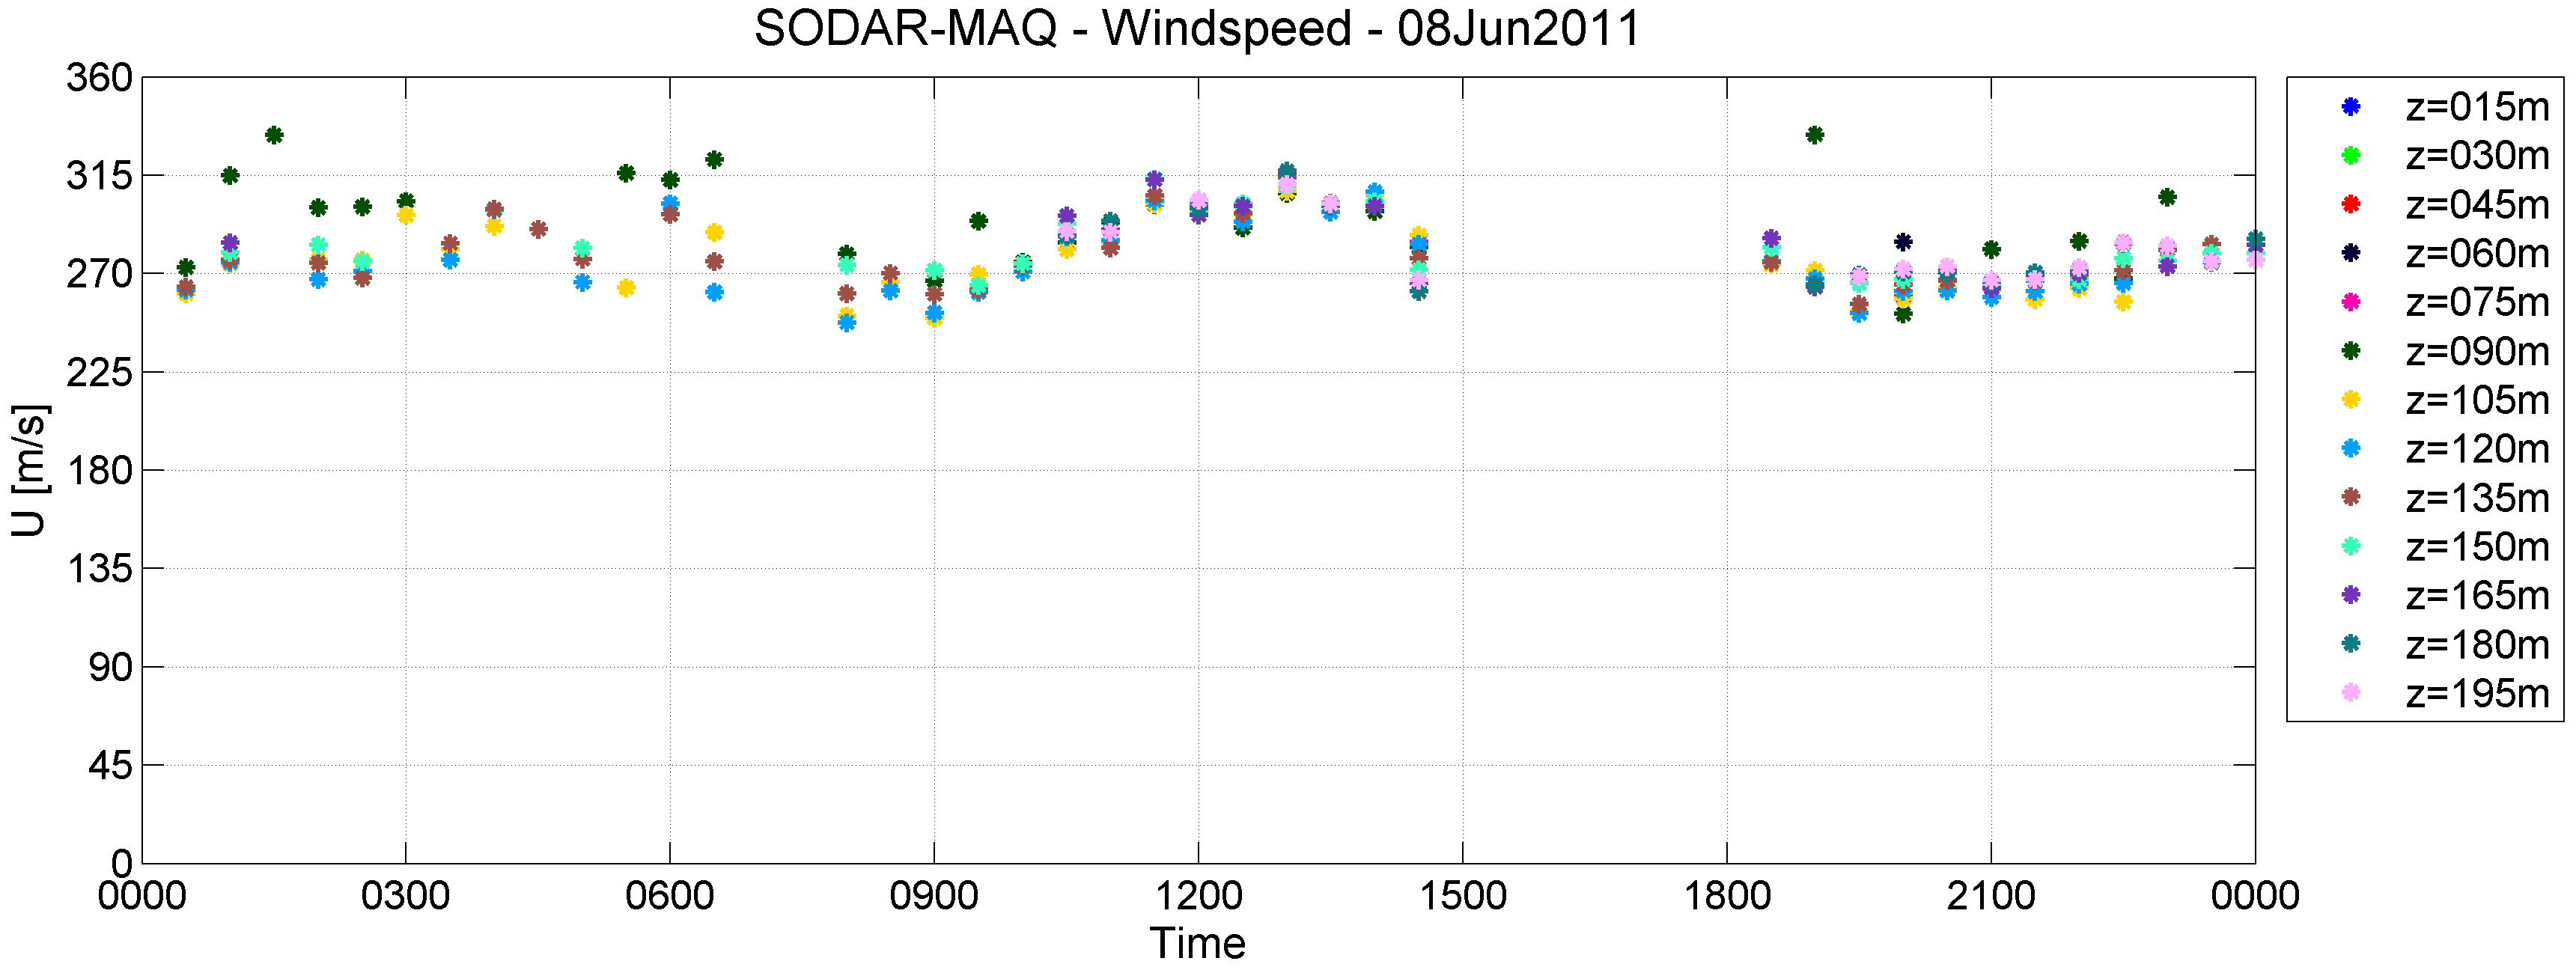 SODAR-MAQ - Windspeed - 08Jun2011
360
315
270
225
180
135
90
45
0
U [m/s]
0000 0300 0600 0900 1200 1500 1800 2100 0000
Time
z=015m
z=030m
z=045m
z=060m
z=075m
z=090m
z=105m
z=120m
z=135m
z=150m
z=165m
z=180m
z=195m